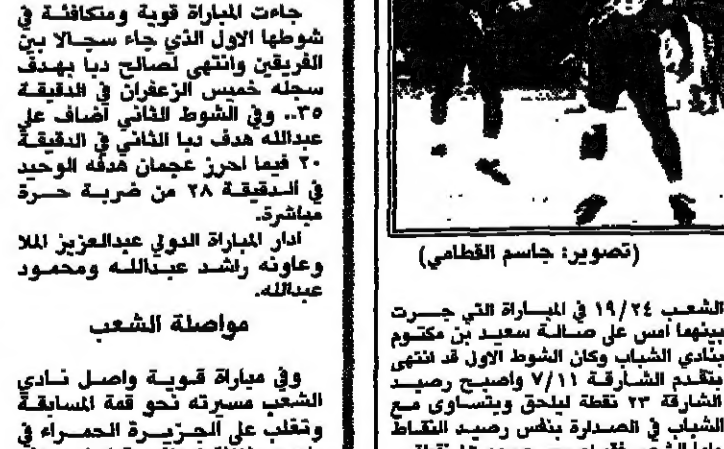 جاءت المباراة قوية ومتكافئة في
شوطها الاول الذي جاء سجالا بين
الفريقين وانتهى لصالح دبا بهدف
سجله خميس الزعفران في الدقيقة
٣٥.. وفي الشوط الثاني أضاف علي
عبدالله هدف دبا الثاني في الدقيقة
٢٠ فيما احرز عجمان هدفه الوحيد
في الدقيقة ٢٨ من ضربة حرة
مباشرة.
ادار المباراة الدولي عبدالعزيز الملا
وعاونه راشد عبدالله ومحمود
عبدالله.
مواصلة الشعب
وفي مباراة قوية واصل نادي
الشعب مسيرته نحو قمة المسابقة
وتغلب على الجزيرة الحمراء في
(تصوير: جاسم القطامي)
الشعب ١٩/٢٤ في المباراة التي جرت
بينهما امس على صالة سعيد بن مكتوم
بنادي الشباب وكان الشوط الاول قد انتهى
بتقدم الشارقة ٧/١١ واصبح رصيد
الشارقة ٢٣ نقطة ليلحق ويتساوى مع
الشباب في الصدارة بنفس رصيد النقاط